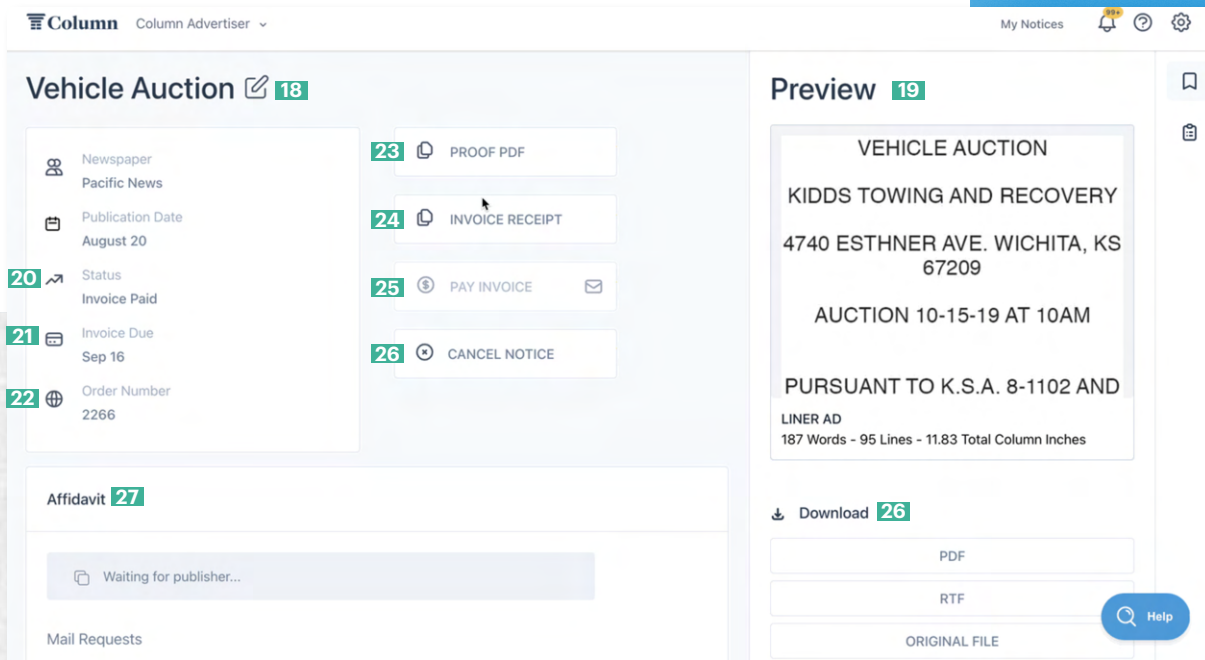 Column
Column Advertiser
My Notices
99+
Vehicle Auction 18
Newspaper
Pacific News
Publication Date
August 20
20 Status
Invoice Paid
21 Invoice Due
Sep 16
22 Order Number
2266
23 PROOF PDF
24 INVOICE RECEIPT
25 PAY INVOICE
26 CANCEL NOTICE
Affidavit 27
Waiting for publisher...
Mail Requests
Preview 19
VEHICLE AUCTION
KIDDS TOWING AND RECOVERY
4740 ESTHNER AVE. WICHITA, KS
67209
AUCTION 10-15-19 AT 10AM
PURSUANT TO K.S.A. 8-1102 AND
LINER AD
187 Words - 95 Lines - 11.83 Total Column Inches
Download 26
PDF
RTF
ORIGINAL FILE
Help